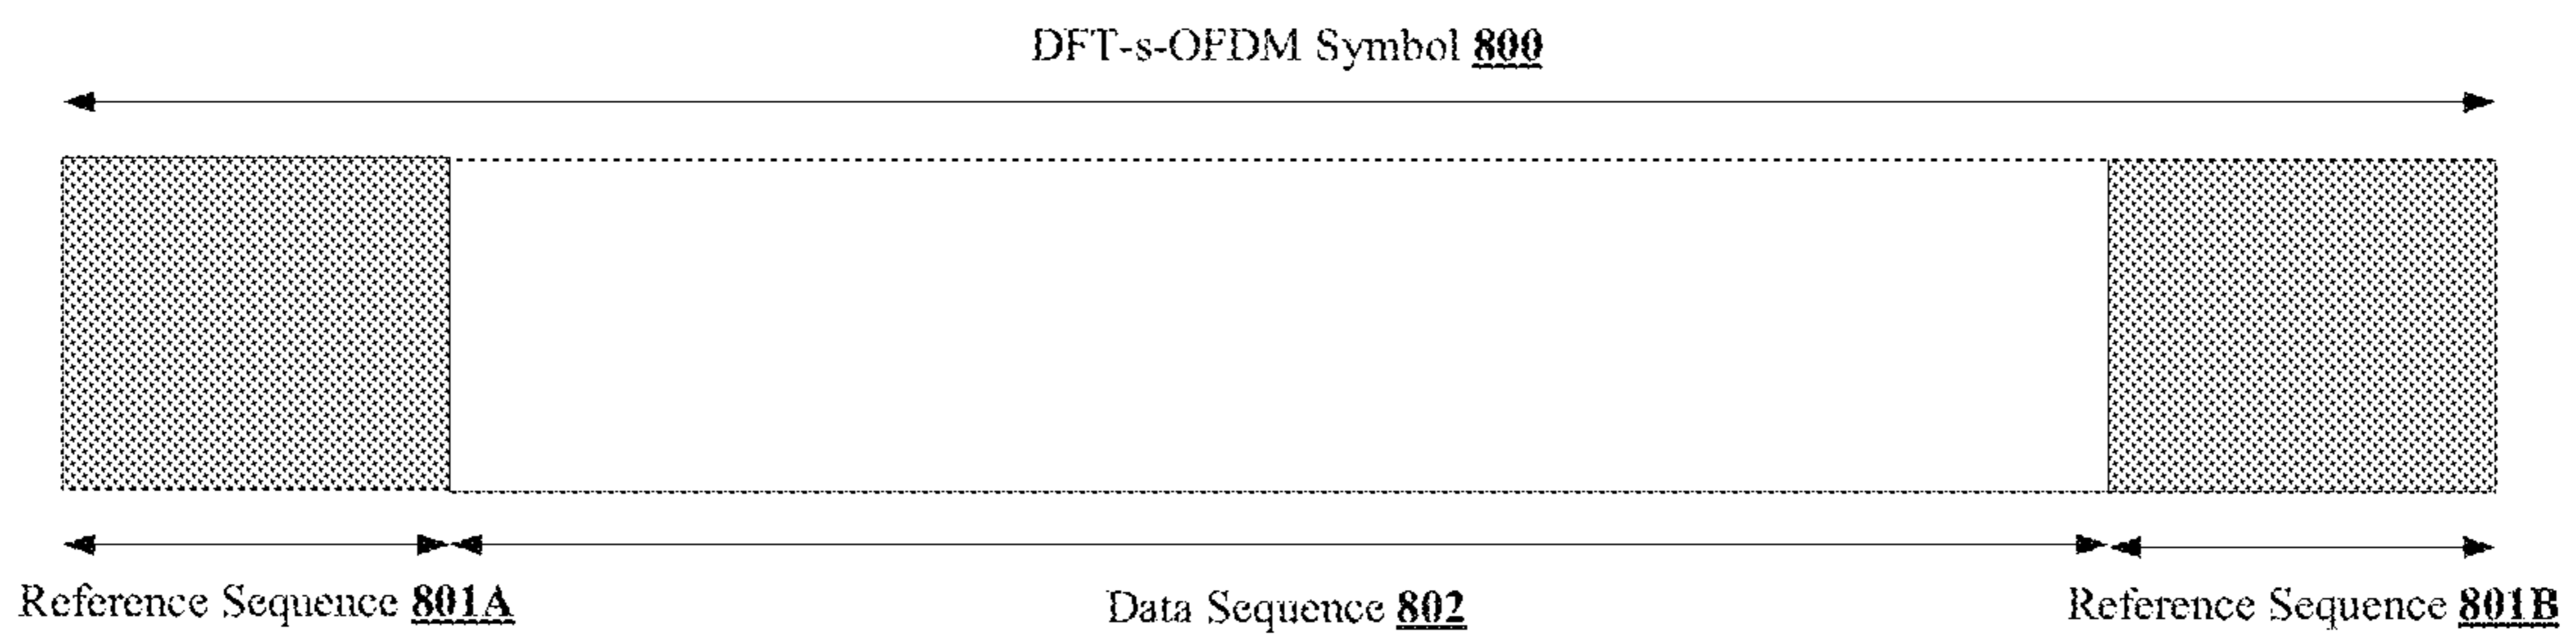 DFT-s-OFDM Symbol 800
Reference Sequence 801A
Data Sequence 802
Reference Sequence 801B